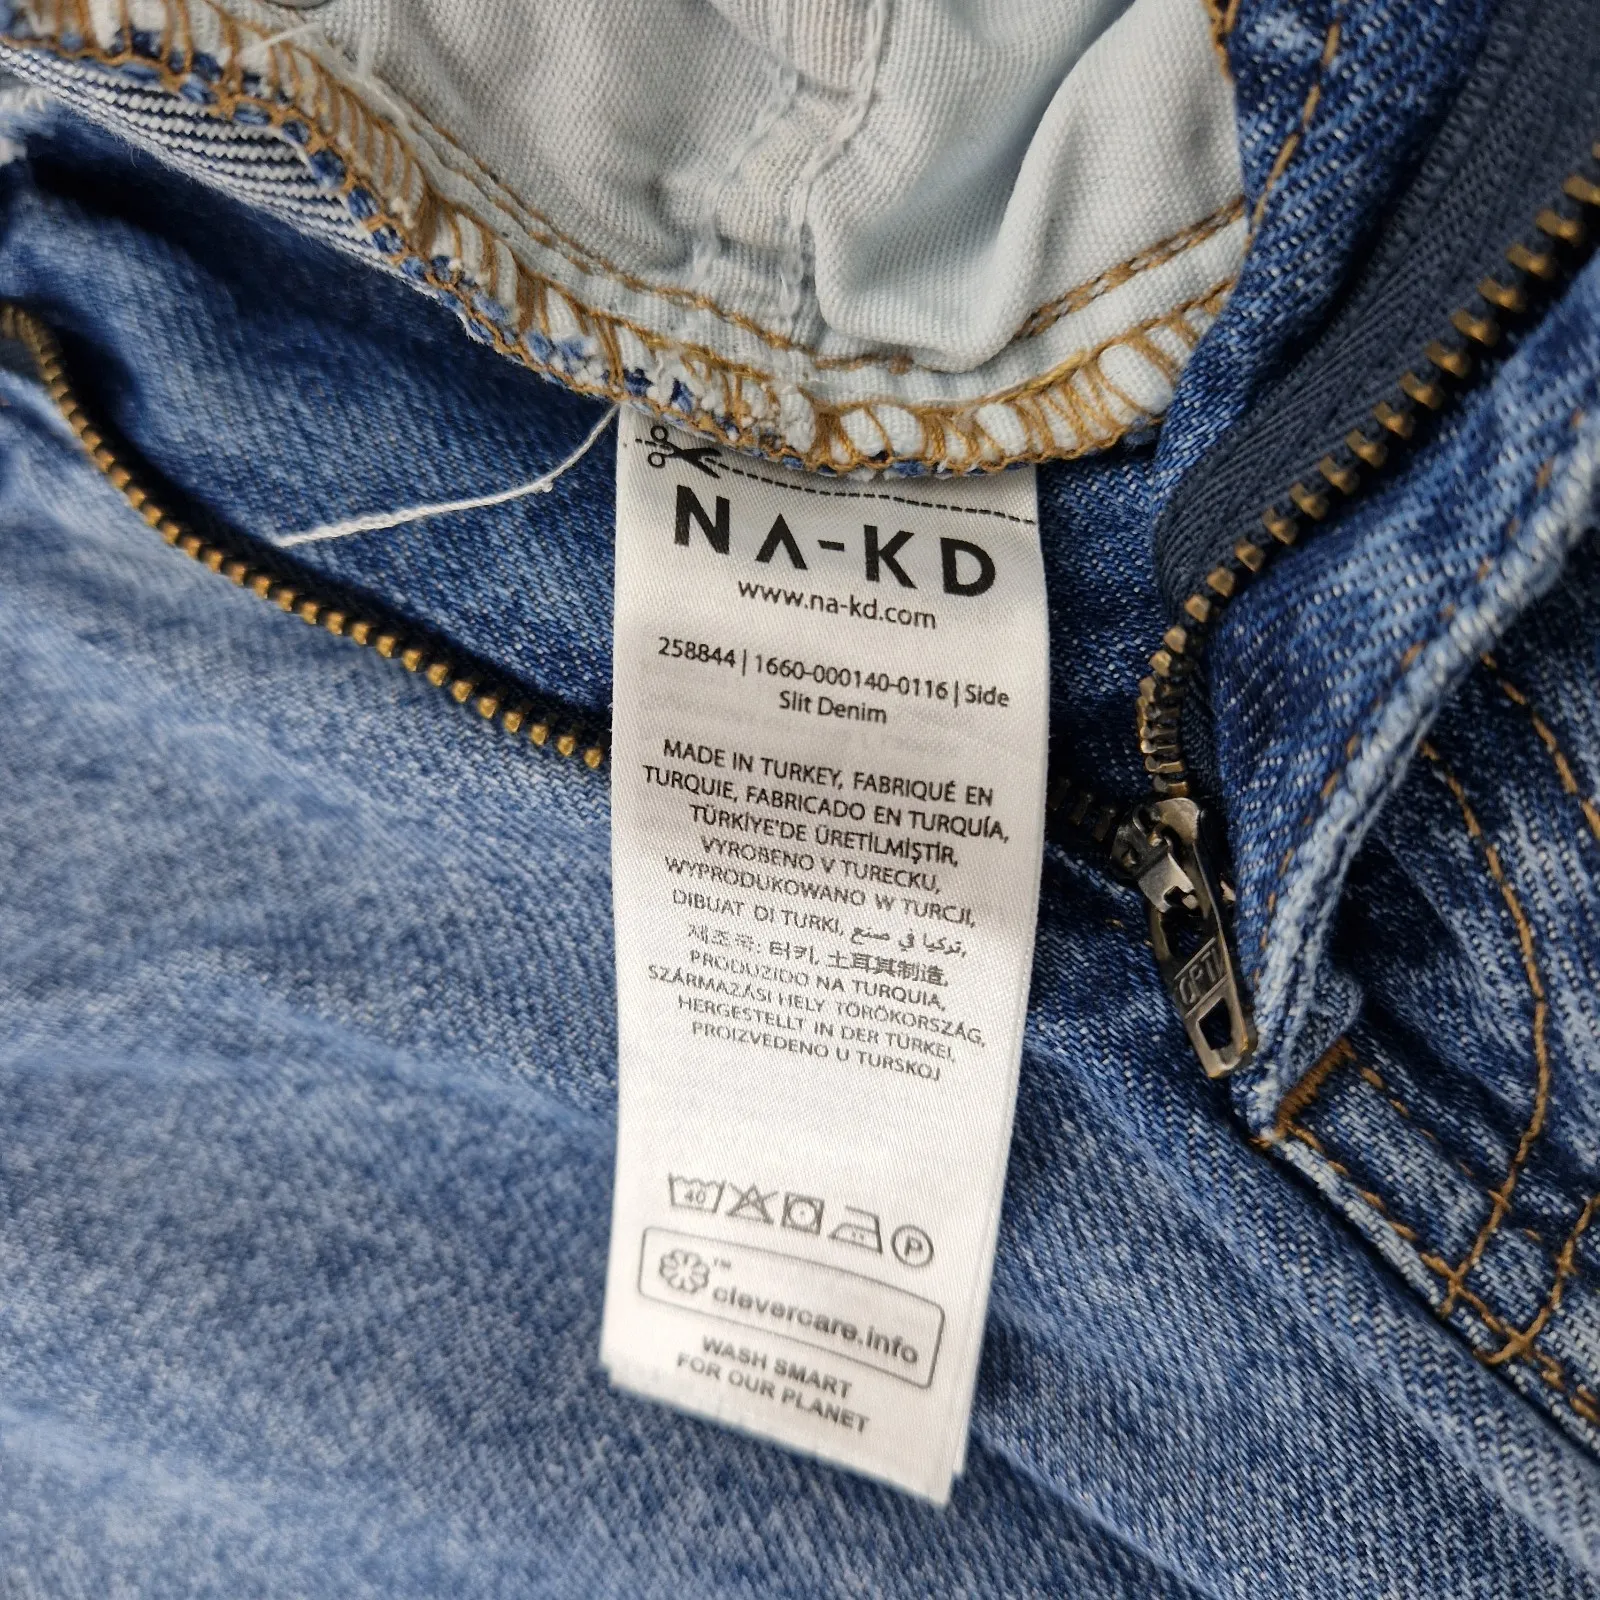 NA-KD
www.na-kd.com
258844 | 1660-000140-0116 | Side
Slit Denim
MADE IN TURKEY, FABRIQUÉ EN
TURQUIE, FABRICADO EN TURQUÍA,
TÜRKİYE'DE ÜRETİLMİŞTİR,
VYROBENO V TURECKU,
WYPRODUKOWANO W TURCJI,
DIBUAT DI TURKI, تركيا في صنع,
제조국: 터키, 土耳其制造,
PRODUZIDO NA TURQUIA,
SZÁRMAZÁSI HELY TÖRÖKORSZÁG,
HERGESTELLT IN DER TÜRKEI,
PROIZVEDENO U TURSKOJ
40 P
™
clevercare.info
WASH SMART
FOR OUR PLANET